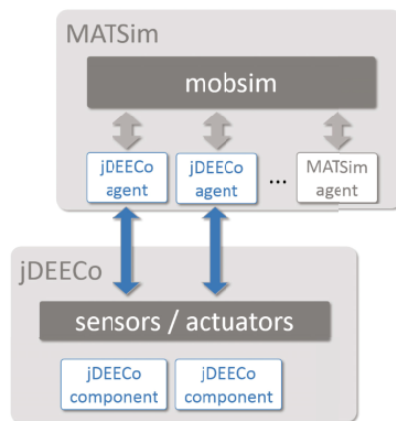 MATSim
mobsim
jDEECo
agent
jDEECo
agent
...
MATSim
agent
jDEECo
sensors / actuators
jDEECo
component
jDEECo
component